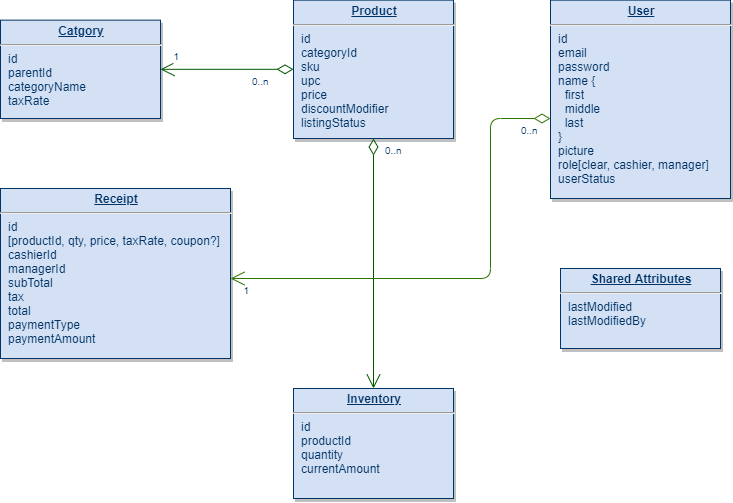 Catgory
id
parentId
categoryName
taxRate
1
0..n
Product
id
categoryId
sku
upc
price
discountModifier
listingStatus
0..n
User
id
email
password
name {
first
middle
last
}
picture
role[clear, cashier, manager]
userStatus
0..n
Receipt
id
[productId, qty, price, taxRate, coupon?]
cashierId
managerId
subTotal
tax
total
paymentType
paymentAmount
1
Shared Attributes
lastModified
lastModifiedBy
Inventory
id
productId
quantity
currentAmount